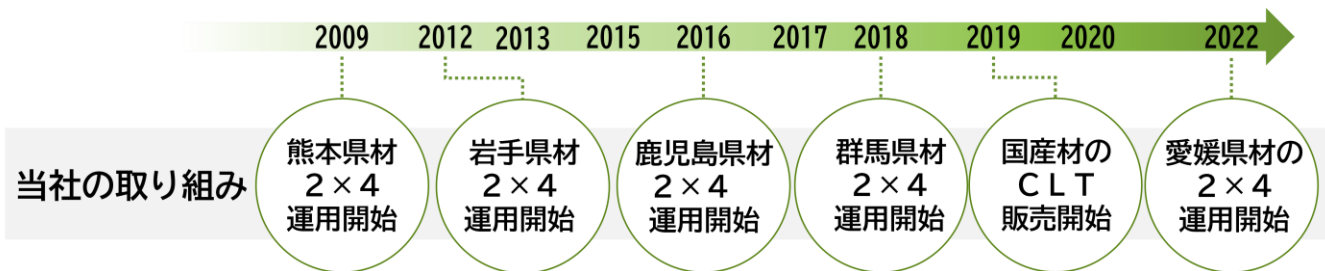 2009 2012 2013 2015 2016 2017 2018 2019 2020 2022
当社の取り組み
熊本県材
２×４
運用開始
岩手県材
２×４
運用開始
鹿児島県材
２×４
運用開始
群馬県材
２×４
運用開始
国産材の
ＣＬＴ
販売開始
愛媛県材の
２×４
運用開始